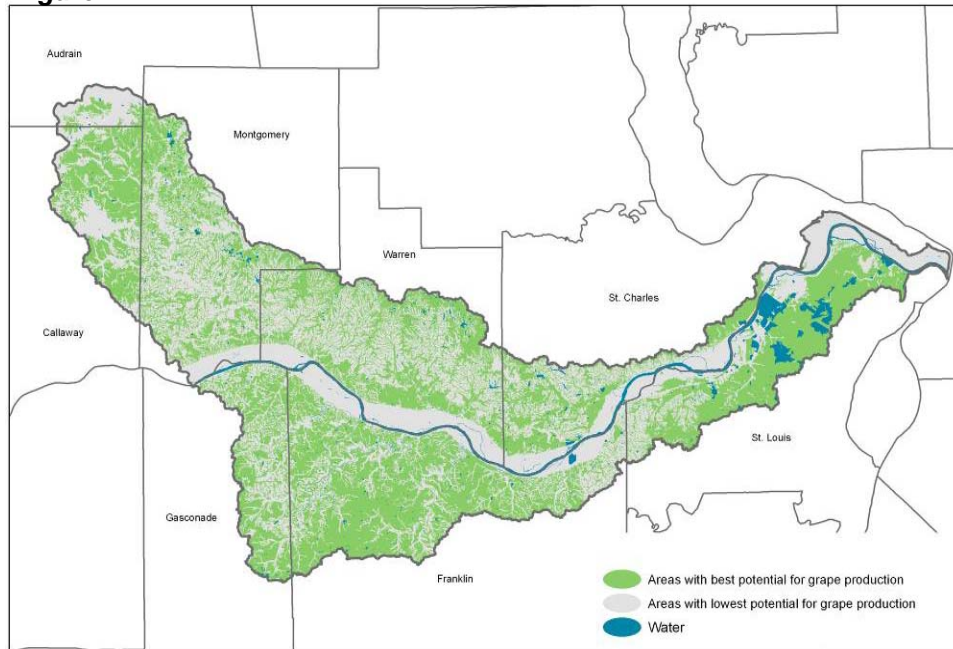 Audrain
Montgomery
Warren
St. Charles
Callaway
St. Louis
Gasconade
Franklin
Areas with best potential for grape production
Areas with lowest potential for grape production
Water